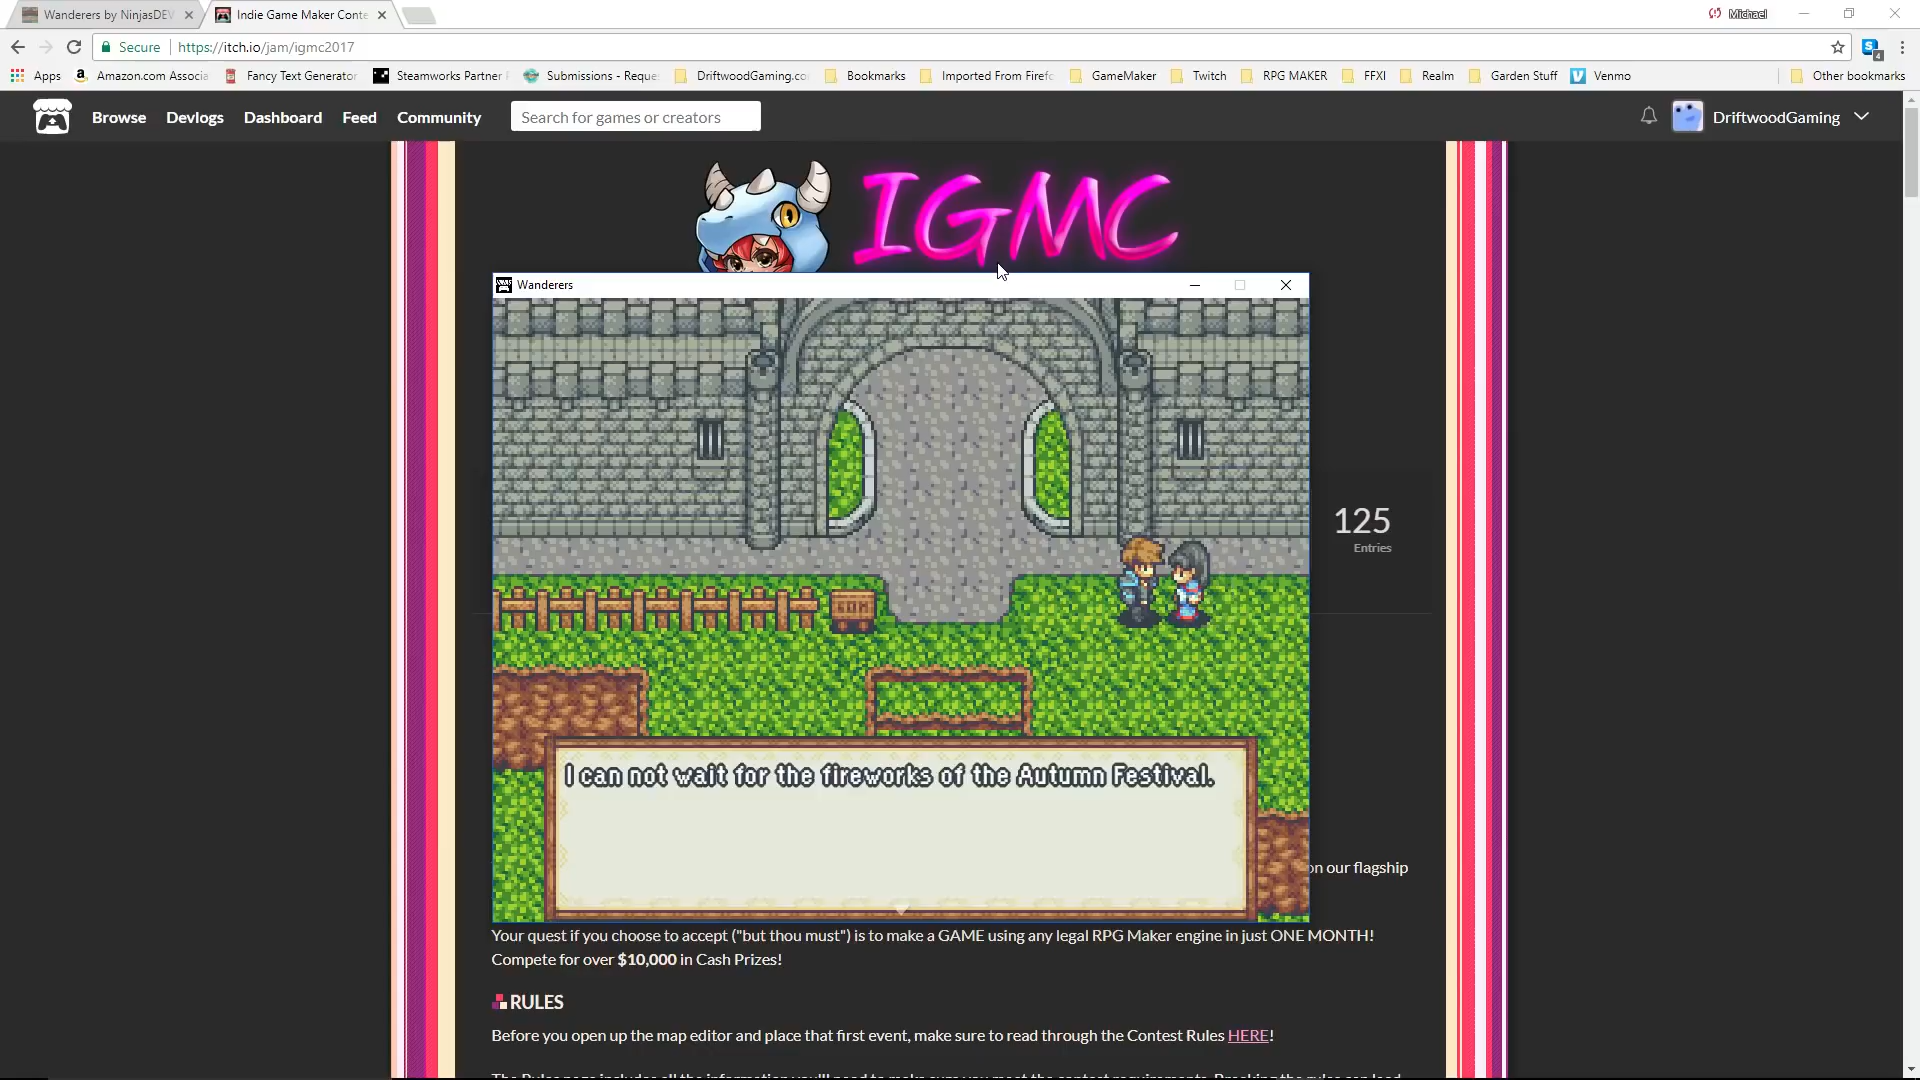 Wanderers by NinjasDEV
Indie Game Maker Conte
Michael
Secure
https://itch.io/jam/igmc2017
4
Apps
Amazon.com Associa
Fancy Text Generator
Steamworks Partner
Submissions - Reque
DriftwoodGaming.co
Bookmarks
Imported From Firefo
GameMaker
Twitch
RPG MAKER
FFXI
Realm
Garden Stuff
Venmo
Other bookmarks
Browse
Devlogs
Dashboard
Feed
Community
Search for games or creators
DriftwoodGaming
IGMC
Wanderers
125
Entries
I can not wait for the fireworks of the Autumn Festival.
on our flagship
Your quest if you choose to accept ("but thou must") is to make a GAME using any legal RPG Maker engine in just ONE MONTH!
Compete for over $10,000 in Cash Prizes!
RULES
Before you open up the map editor and place that first event, make sure to read through the Contest Rules HERE!